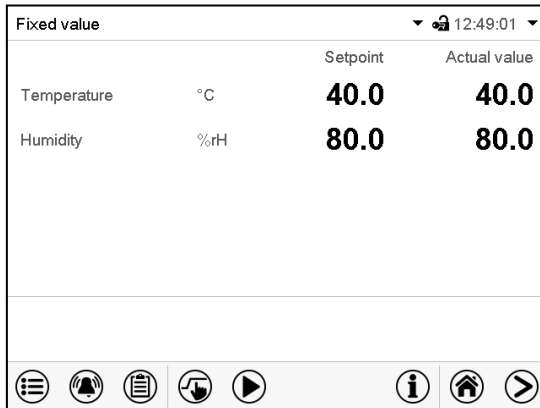 Fixed value 12:49:01
Setpoint Actual value
Temperature °C 40.0 40.0
Humidity %rH 80.0 80.0